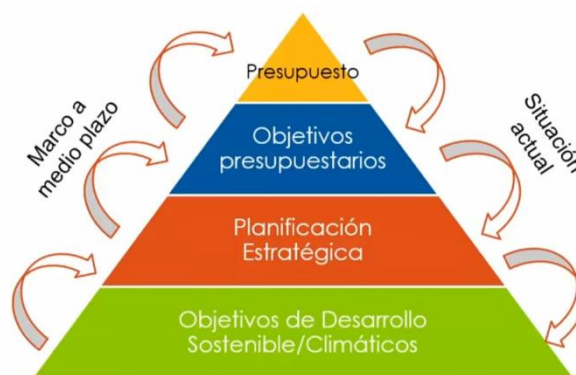 Presupuesto
Marco a
medio plazo
Objetivos
presupuestarios
Situación
actual
Planificación
Estratégica
Objetivos de Desarrollo
Sostenible/Climáticos